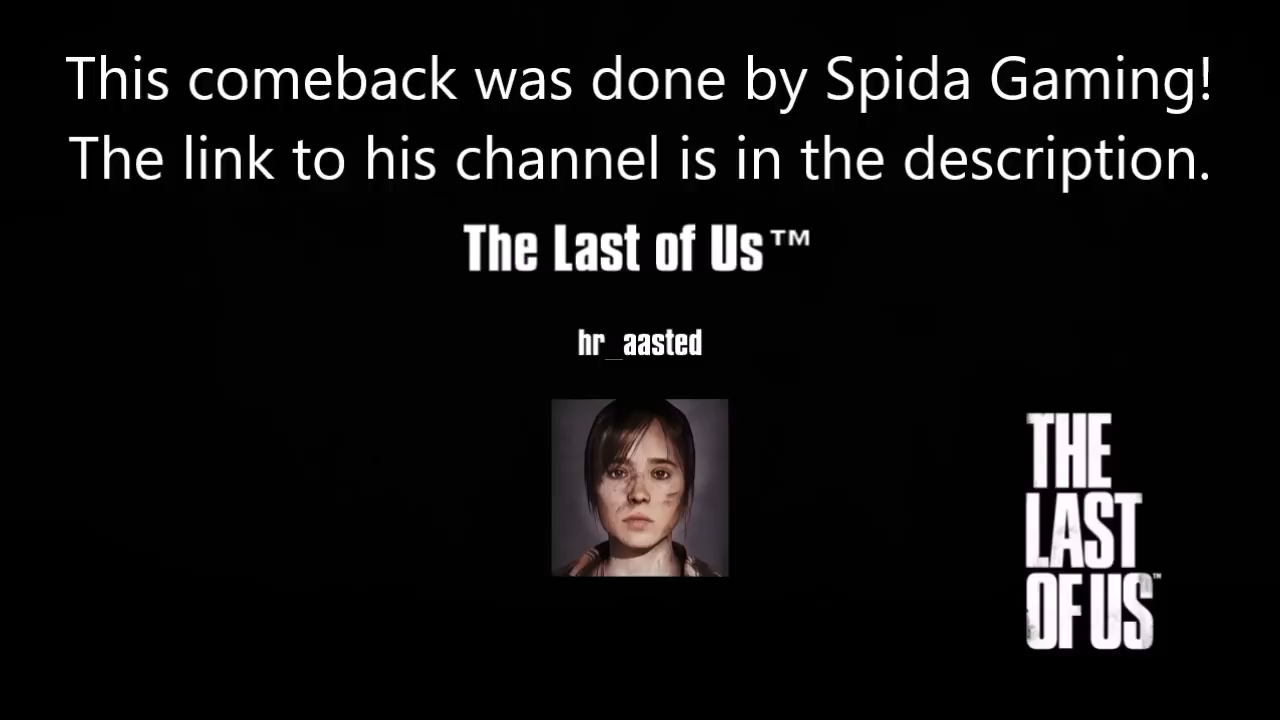 This comeback was done by Spida Gaming!
The link to his channel is in the description.
The Last of Us™
hr_aasted
THE
LAST
OF US™